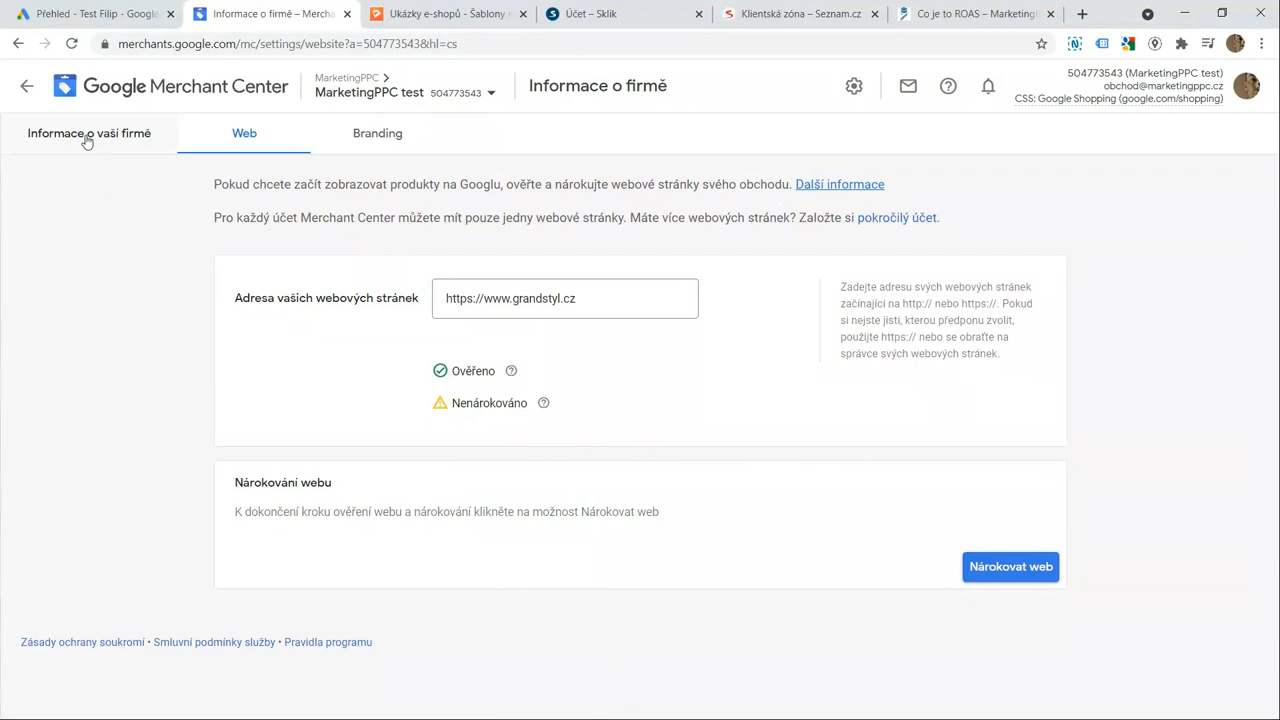 Přehled - Test Filip - Google
Informace o firmě – Mercha
Ukázky e-shopů - Šablony
Účet – Sklik
Klientská zóna – Seznam.cz
Co je to ROAS – Marketing
merchants.google.com/mc/settings/website?a=504773543&hl=cs
Google Merchant Center
MarketingPPC
MarketingPPC test 504773543
Informace o firmě
504773543 (MarketingPPC test)
obchod@marketingppc.cz
CSS: Google Shopping (google.com/shopping)
Informace o vaší firmě
Web
Branding
Pokud chcete začít zobrazovat produkty na Googlu, ověřte a nárokujte webové stránky svého obchodu. Další informace
Pro každý účet Merchant Center můžete mít pouze jedny webové stránky. Máte více webových stránek? Založte si pokročilý účet.
Adresa vašich webových stránek
https://www.grandstyl.cz
Zadejte adresu svých webových stránek
začínající na http:// nebo https://. Pokud
si nejste jisti, kterou předponu zvolit,
použijte https:// nebo se obraťte na
správce svých webových stránek.
Ověřeno
Nenárokováno
Nárokování webu
K dokončení kroku ověření webu a nárokování klikněte na možnost Nárokovat web
Nárokovat web
Zásady ochrany soukromí • Smluvní podmínky služby • Pravidla programu